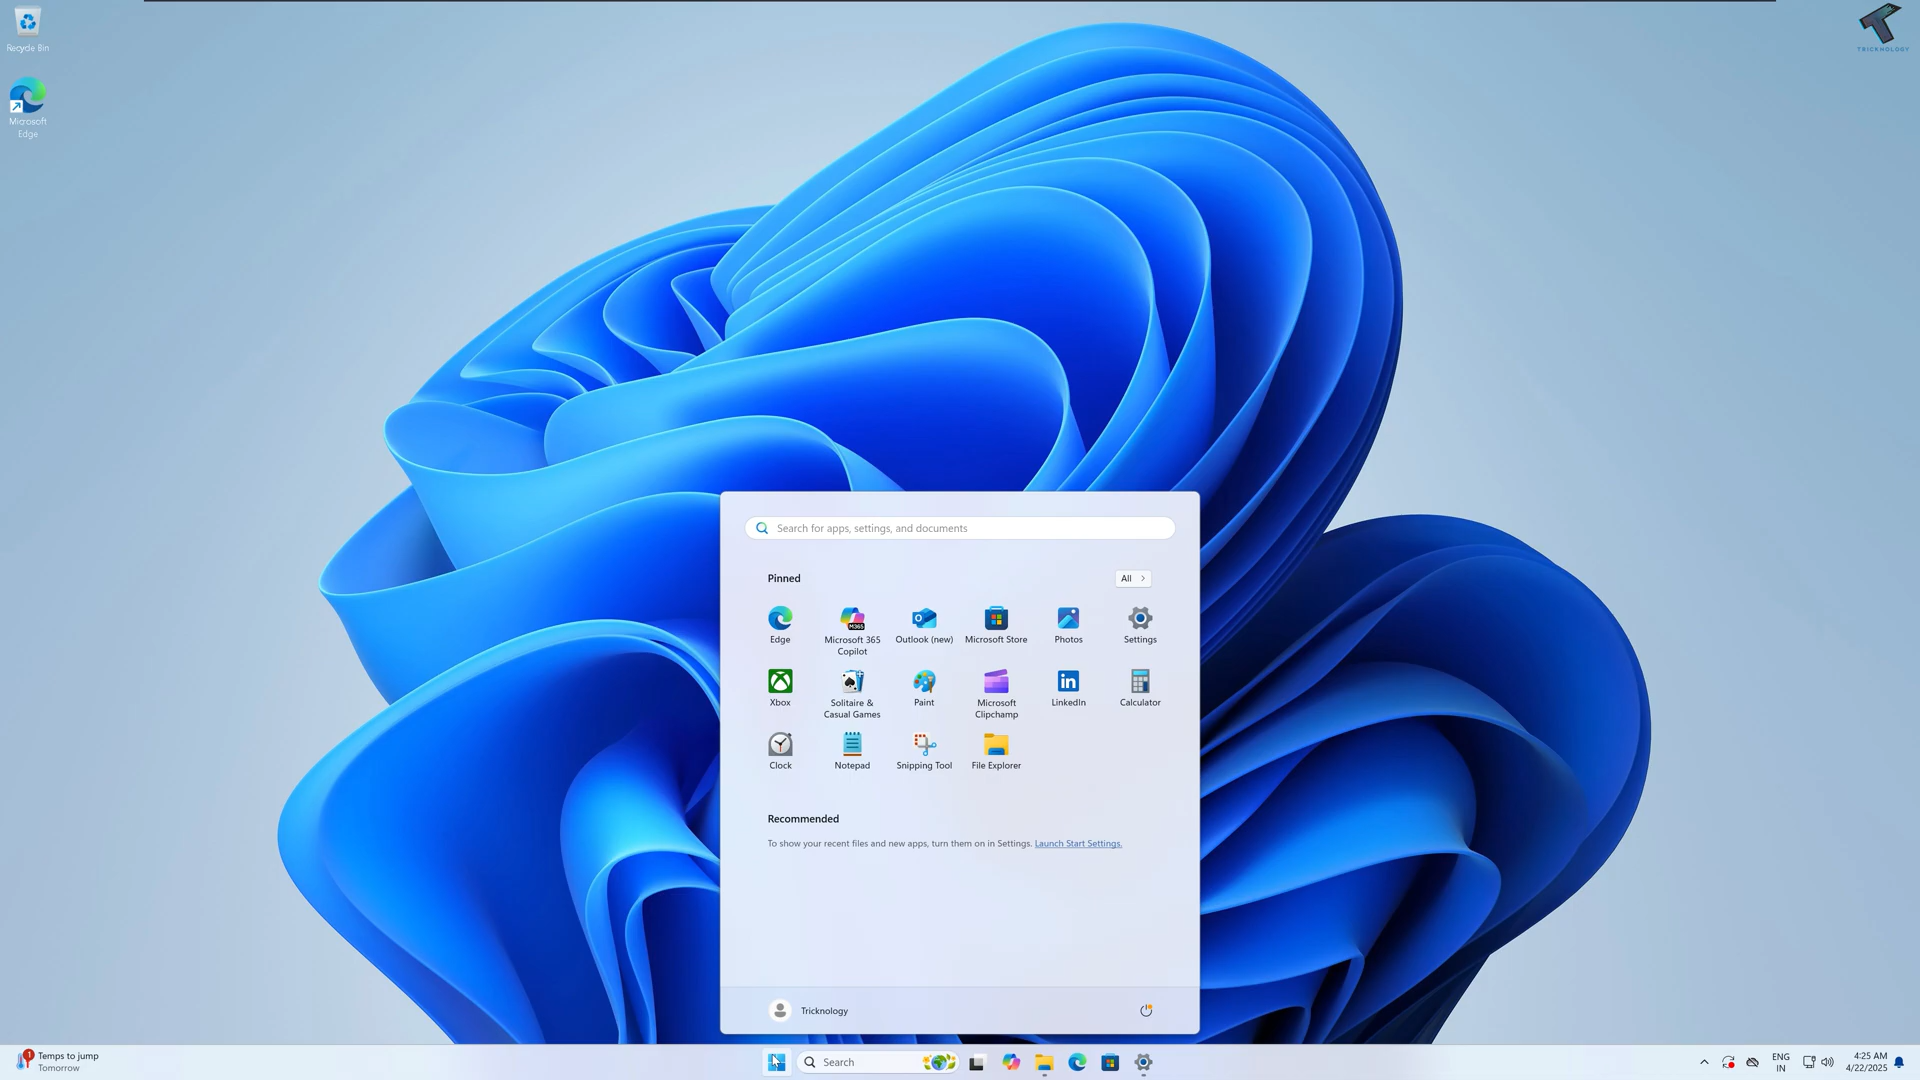 Recycle Bin
TRICKNOLOGY
Microsoft
Edge
Search for apps, settings, and documents
Pinned
All
Edge
Microsoft 365
Copilot
M365
Outlook (new)
Microsoft Store
Photos
Settings
Xbox
Solitaire &
Casual Games
Paint
Microsoft
Clipchamp
LinkedIn
Calculator
Clock
Notepad
Snipping Tool
File Explorer
Recommended
To show your recent files and new apps, turn them on in Settings. Launch Start Settings.
Tricknology
1
Temps to jump
Tomorrow
Search
ENG
IN
4:25 AM
4/22/2025